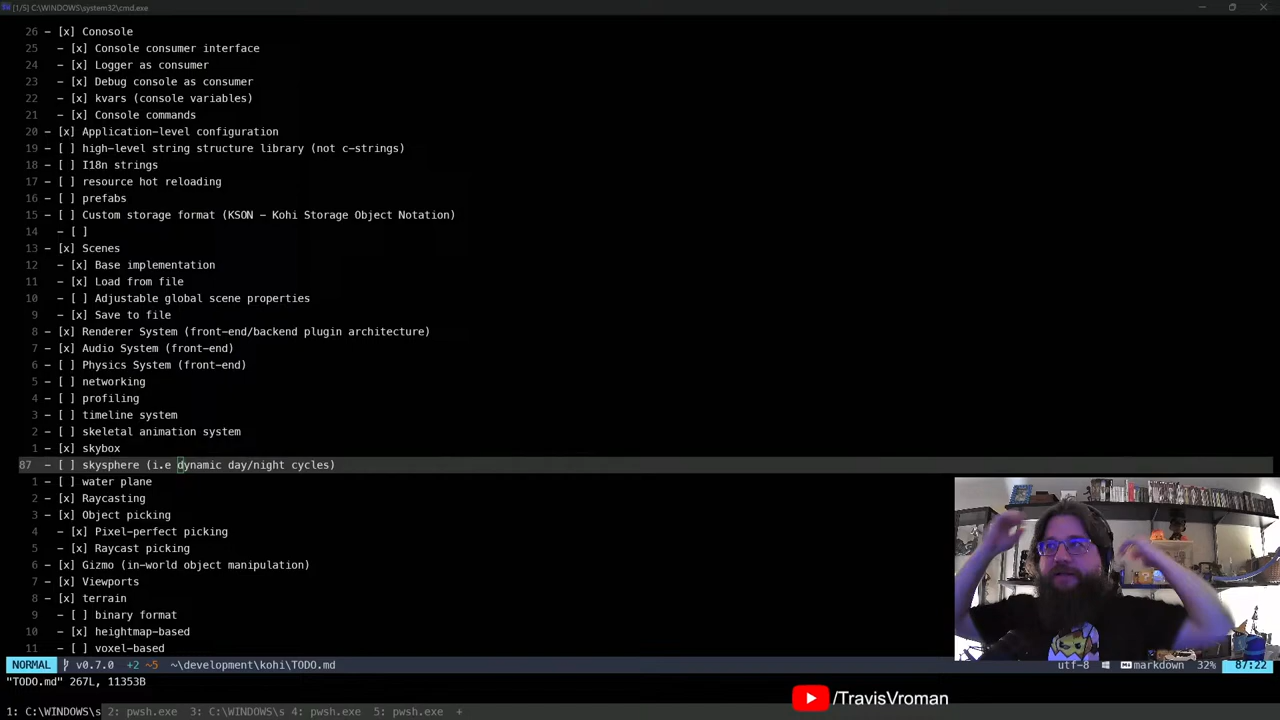 [1/5] C:\WINDOWS\system32\cmd.exe
26 - [x] Conosole
25 - [x] Console consumer interface
24 - [x] Logger as consumer
23 - [x] Debug console as consumer
22 - [x] kvars (console variables)
21 - [x] Console commands
20 - [x] Application-level configuration
19 - [ ] high-level string structure library (not c-strings)
18 - [ ] I18n strings
17 - [ ] resource hot reloading
16 - [ ] prefabs
15 - [ ] Custom storage format (KSON - Kohi Storage Object Notation)
14 - [ ]
13 - [x] Scenes
12 - [x] Base implementation
11 - [x] Load from file
10 - [ ] Adjustable global scene properties
9 - [x] Save to file
8 - [x] Renderer System (front-end/backend plugin architecture)
7 - [x] Audio System (front-end)
6 - [ ] Physics System (front-end)
5 - [ ] networking
4 - [ ] profiling
3 - [ ] timeline system
2 - [ ] skeletal animation system
1 - [x] skybox
87 - [ ] skysphere (i.e dynamic day/night cycles)
1 - [ ] water plane
2 - [x] Raycasting
3 - [x] Object picking
4 - [x] Pixel-perfect picking
5 - [x] Raycast picking
6 - [x] Gizmo (in-world object manipulation)
7 - [x] Viewports
8 - [x] terrain
9 - [ ] binary format
10 - [x] heightmap-based
11 - [ ] voxel-based
NORMAL v0.7.0 +2 ~5 ~\development\kohi\TODO.md utf-8 markdown 32% 87:22
"TODO.md" 267L, 11353B
/TravisVroman
1: C:\WINDOWS\s 2: pwsh.exe 3: C:\WINDOWS\s 4: pwsh.exe 5: pwsh.exe +